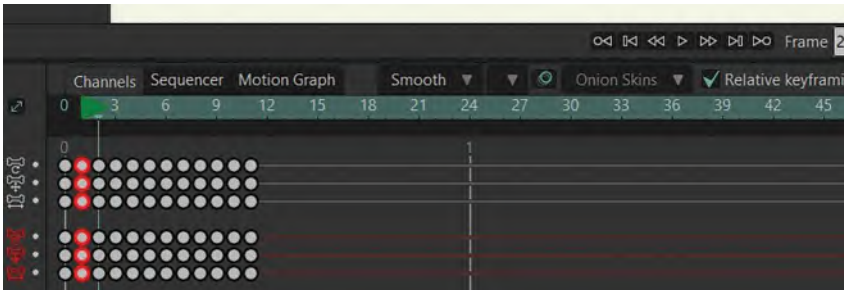 Frame 2
Channels Sequencer Motion Graph Smooth Onion Skins Relative keyframi
0 3 6 9 12 15 18 21 24 27 30 33 36 39 42 45
0 1